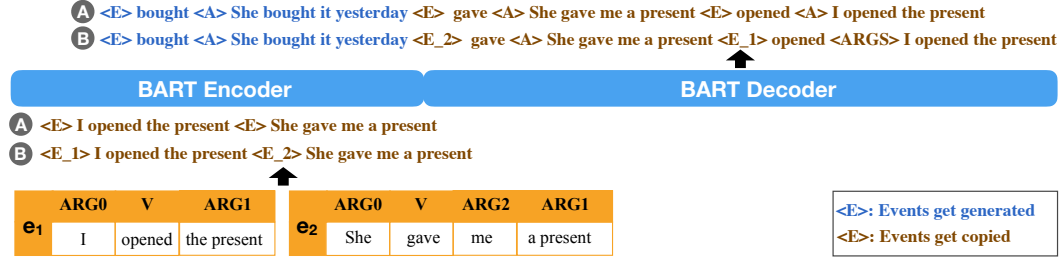 A <E> bought <A> She bought it yesterday <E> gave <A> She gave me a present <E> opened <A> I opened the present
B <E> bought <A> She bought it yesterday <E_2> gave <A> She gave me a present <E_1> opened <ARGS> I opened the present
BART Encoder BART Decoder
A <E> I opened the present <E> She gave me a present
B <E_1> I opened the present <E_2> She gave me a present
ARG0 V ARG1 ARG0 V ARG2 ARG1
e1 I opened the present e2 She gave me a present
<E>: Events get generated
<E>: Events get copied